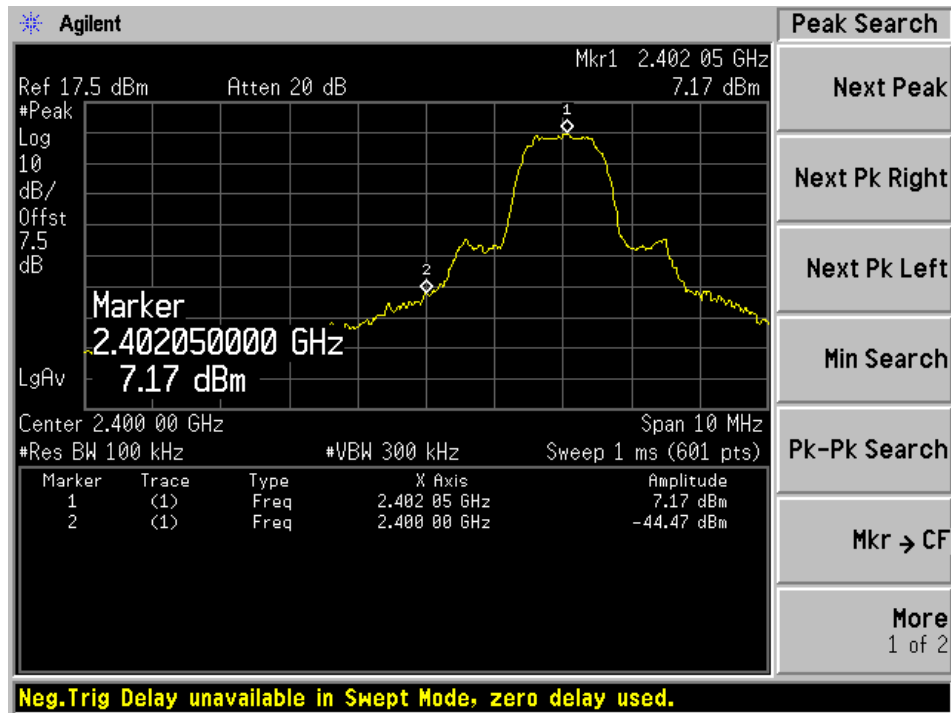 Agilent
Peak Search
Mkr1 2.402 05 GHz
Ref 17.5 dBm Atten 20 dB 7.17 dBm
#Peak
Log
10
dB/
Offst
7.5
dB
LgAv
1
2
Marker
2.402050000 GHz
7.17 dBm
Center 2.400 00 GHz Span 10 MHz
#Res BW 100 kHz #VBW 300 kHz Sweep 1 ms (601 pts)
Marker Trace Type X Axis Amplitude
1 (1) Freq 2.402 05 GHz 7.17 dBm
2 (1) Freq 2.400 00 GHz -44.47 dBm
Next Peak
Next Pk Right
Next Pk Left
Min Search
Pk-Pk Search
Mkr → CF
More
1 of 2
Neg.Trig Delay unavailable in Swept Mode, zero delay used.